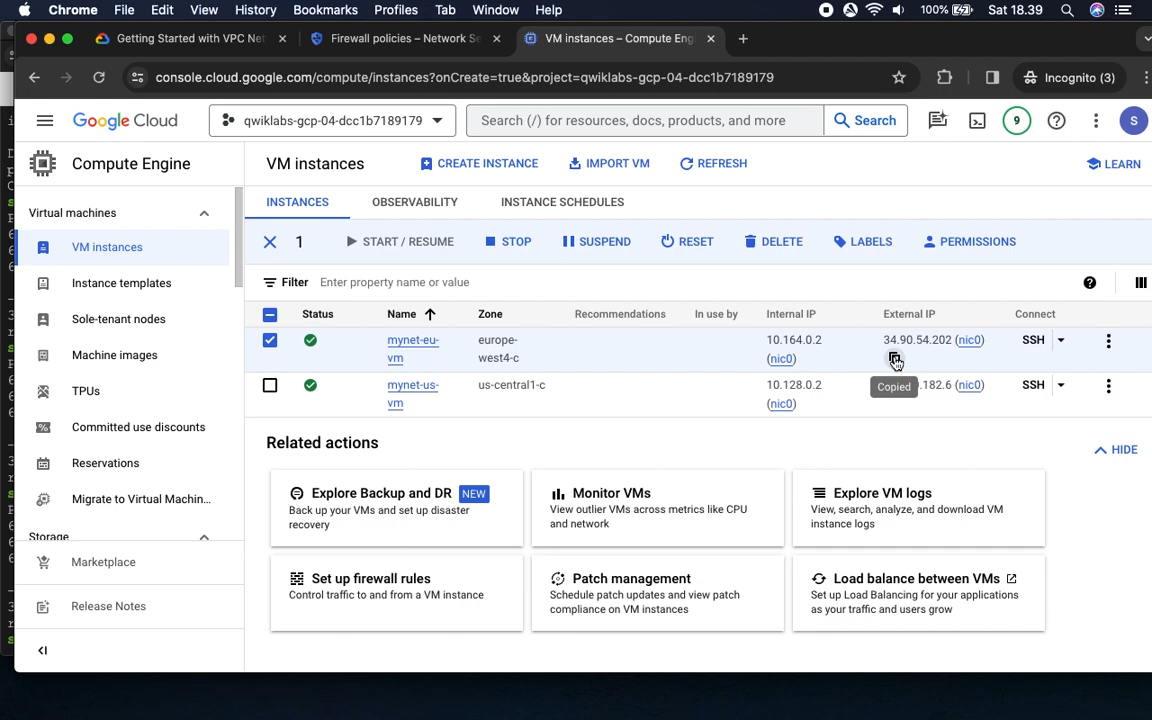 Chrome File Edit View History Bookmarks Profiles Tab Window Help 100% Sat 18.39
Getting Started with VPC Net Firewall policies – Network Se VM instances – Compute Eng
console.cloud.google.com/compute/instances?onCreate=true&project=qwiklabs-gcp-04-dcc1b7189179 Incognito (3)
Google Cloud qwiklabs-gcp-04-dcc1b7189179 Search (/) for resources, docs, products, and more Search 9 S
Compute Engine VM instances CREATE INSTANCE IMPORT VM REFRESH LEARN
Virtual machines INSTANCES OBSERVABILITY INSTANCE SCHEDULES
VM instances 1 START / RESUME STOP SUSPEND RESET DELETE LABELS PERMISSIONS
Instance templates Filter Enter property name or value
Sole-tenant nodes Status Name Zone Recommendations In use by Internal IP External IP Connect
Machine images mynet-eu-vm europe-west4-c 10.164.0.2 (nic0) 34.90.54.202 (nic0) SSH
TPUs mynet-us-vm us-central1-c 10.128.0.2 (nic0) Copied .182.6 (nic0) SSH
Committed use discounts
Related actions HIDE
Reservations
Migrate to Virtual Machin...
Storage
Marketplace
Release Notes
Explore Backup and DR NEW
Back up your VMs and set up disaster
recovery
Monitor VMs
View outlier VMs across metrics like CPU
and network
Explore VM logs
View, search, analyze, and download VM
instance logs
Set up firewall rules
Control traffic to and from a VM instance
Patch management
Schedule patch updates and view patch
compliance on VM instances
Load balance between VMs
Set up Load Balancing for your applications
as your traffic and users grow